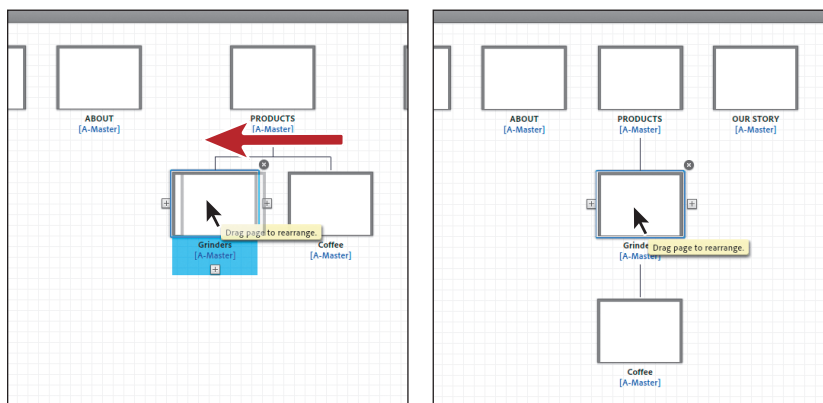 ABOUT
[A-Master]
PRODUCTS
[A-Master]
Drag page to rearrange.
Grinders
[A-Master]
Coffee
[A-Master]
ABOUT
[A-Master]
PRODUCTS
[A-Master]
OUR STORY
[A-Master]
Drag page to rearrange.
[A-Master]
Coffee
[A-Master]